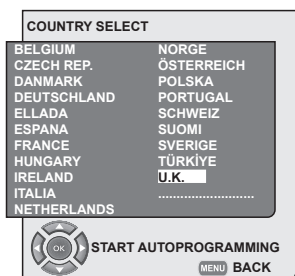 COUNTRY SELECT
BELGIUM NORGE
CZECH REP. ÖSTERREICH
DANMARK POLSKA
DEUTSCHLAND PORTUGAL
ELLADA SCHWEIZ
ESPANA SUOMI
FRANCE SVERIGE
HUNGARY TÜRKİYE
IRELAND U.K.
ITALIA ..........................
NETHERLANDS
OK START AUTOPROGRAMMING
MENU BACK